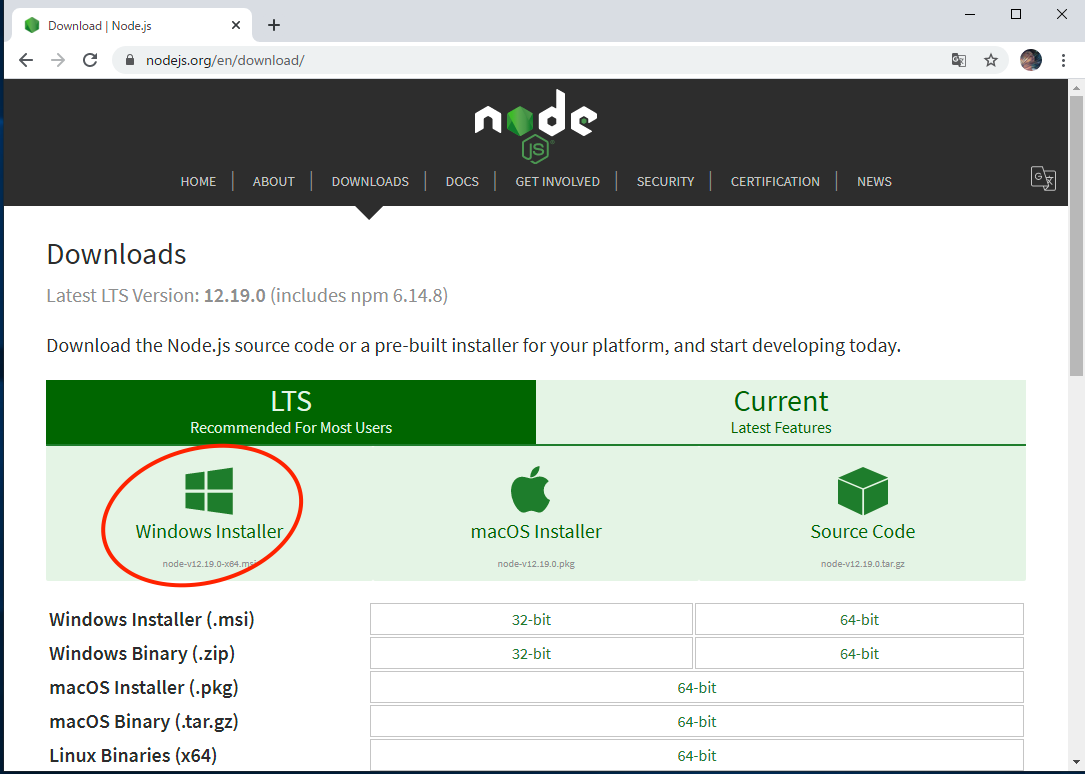 Download | Node.js
nodejs.org/en/download/
node
JS
HOME ABOUT DOWNLOADS DOCS GET INVOLVED SECURITY CERTIFICATION NEWS
Downloads
Latest LTS Version: 12.19.0 (includes npm 6.14.8)
Download the Node.js source code or a pre-built installer for your platform, and start developing today.
LTS
Recommended For Most Users
Current
Latest Features
Windows Installer
node-v12.19.0-x64.msi
macOS Installer
node-v12.19.0.pkg
Source Code
node-v12.19.0.tar.gz
Windows Installer (.msi) 32-bit 64-bit
Windows Binary (.zip) 32-bit 64-bit
macOS Installer (.pkg) 64-bit
macOS Binary (.tar.gz) 64-bit
Linux Binaries (x64) 64-bit